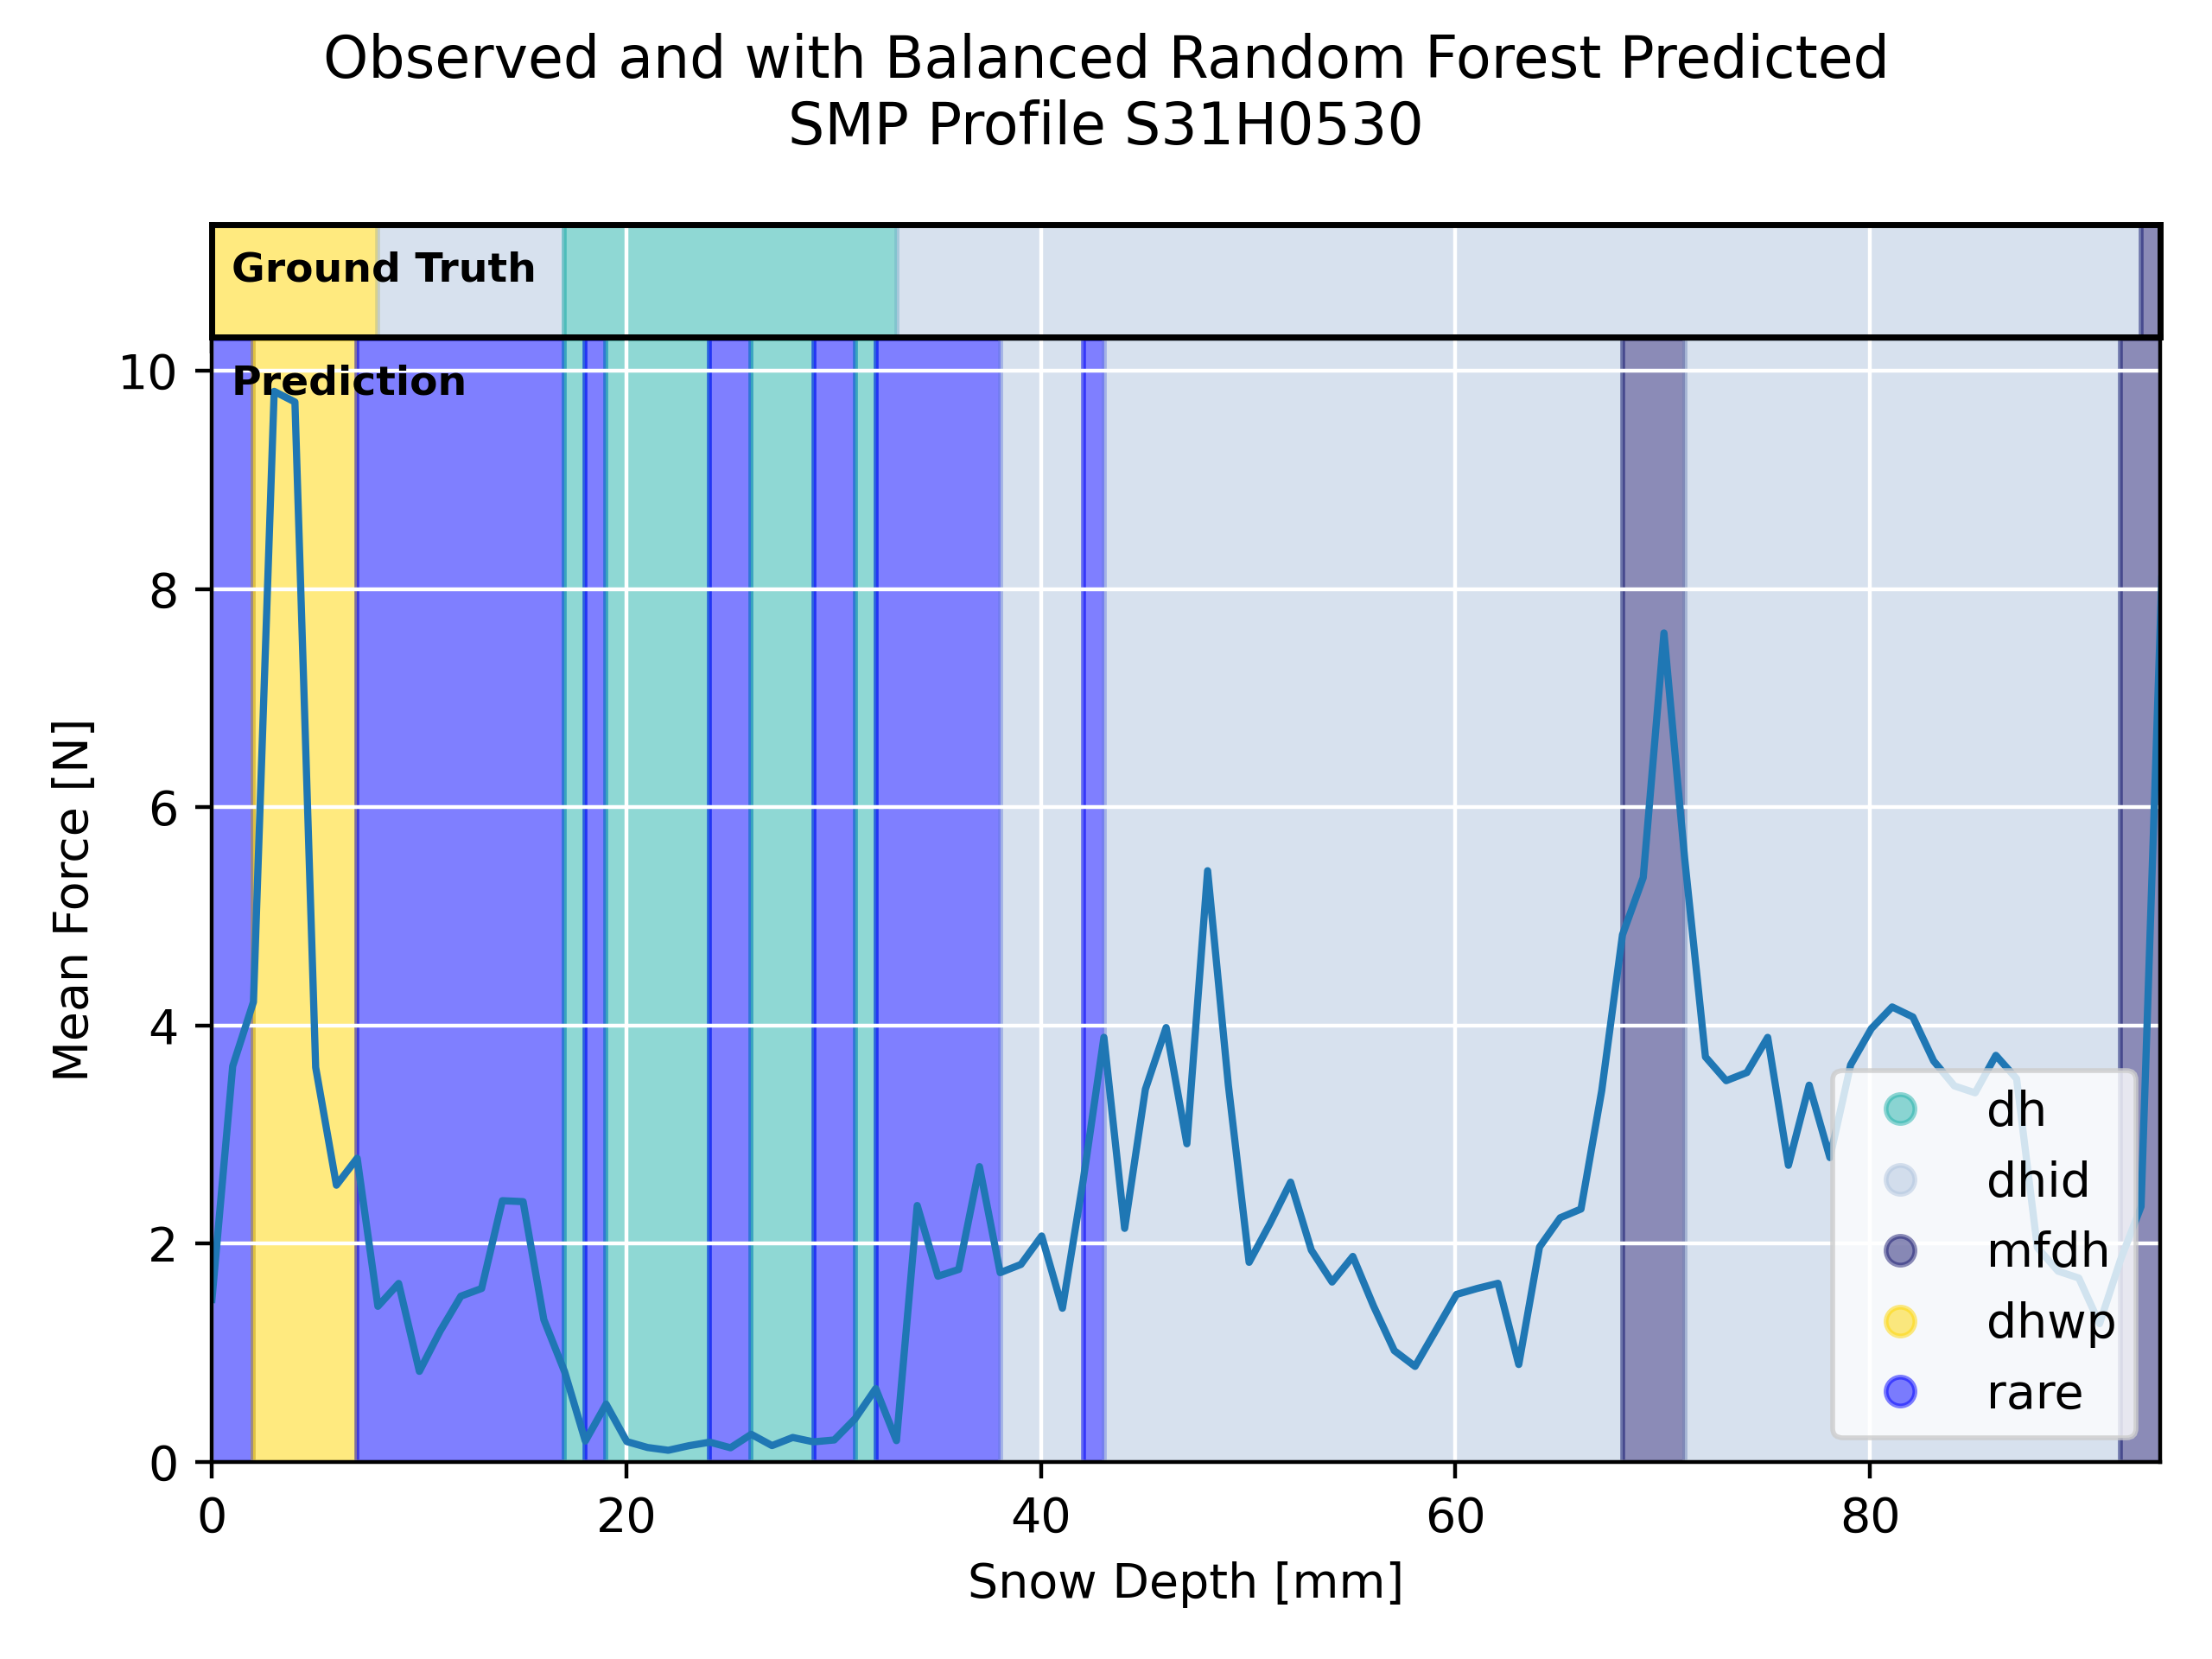 Observed and with Balanced Random Forest Predicted
SMP Profile S31H0530
Ground Truth
Prediction
10
8
6
4
2
0
Mean Force [N]
0 20 40 60 80
Snow Depth [mm]
dh
dhid
mfdh
dhwp
rare